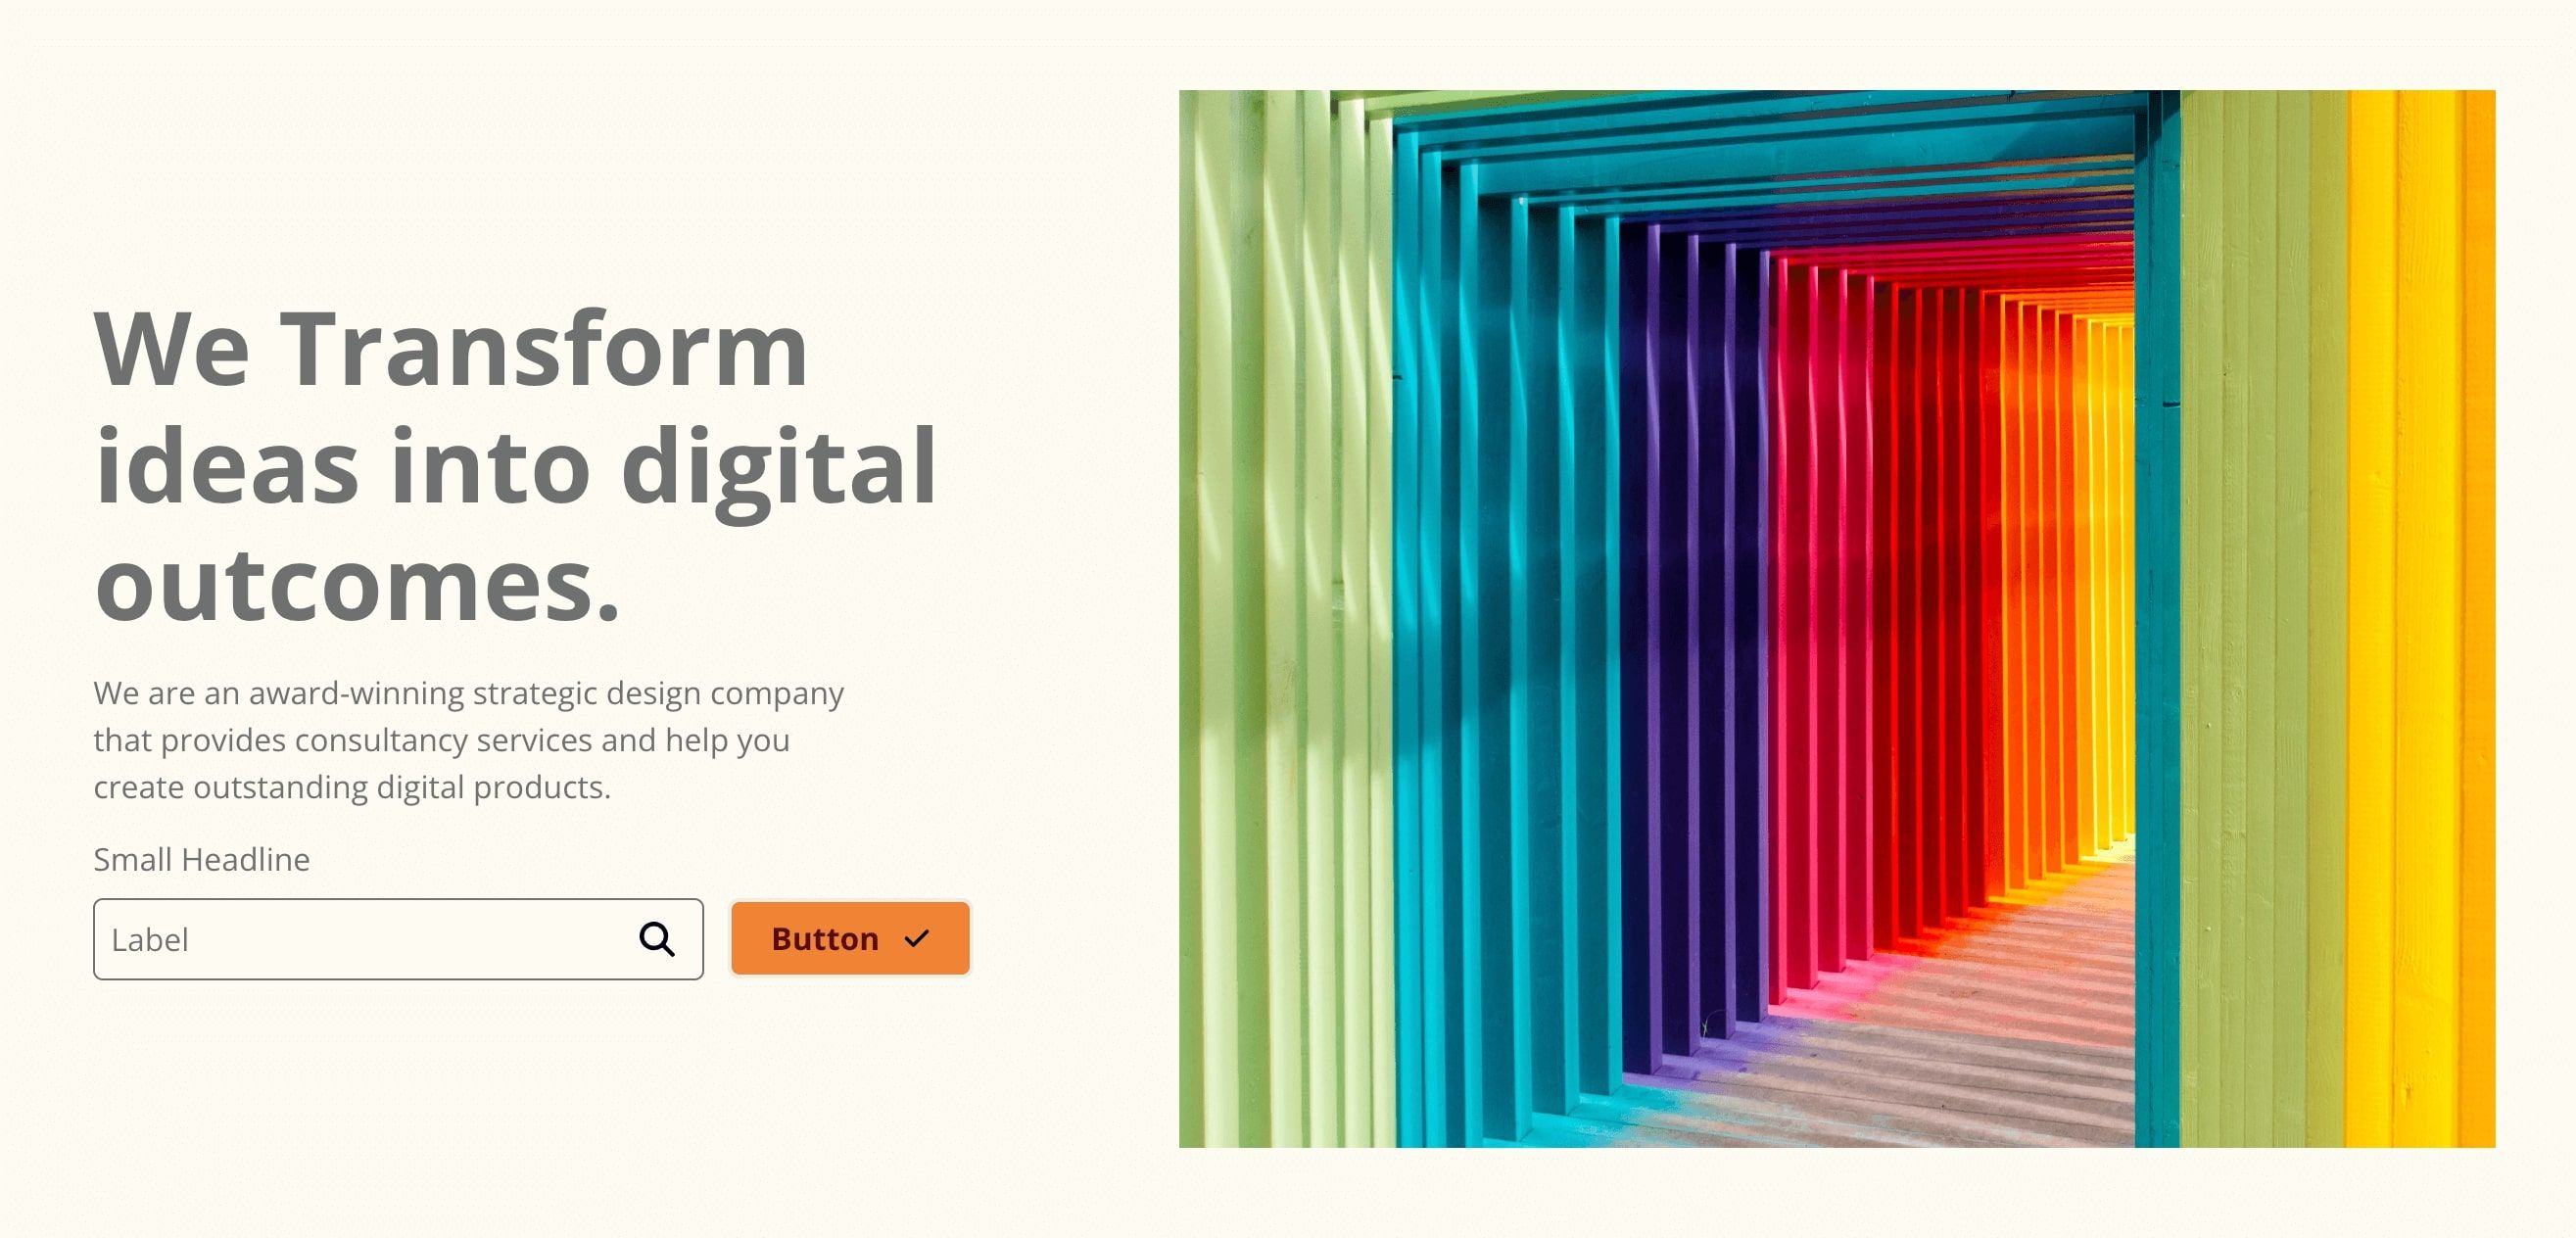 We Transform
ideas into digital
outcomes.
We are an award-winning strategic design company
that provides consultancy services and help you
create outstanding digital products.
Small Headline
Label
Button